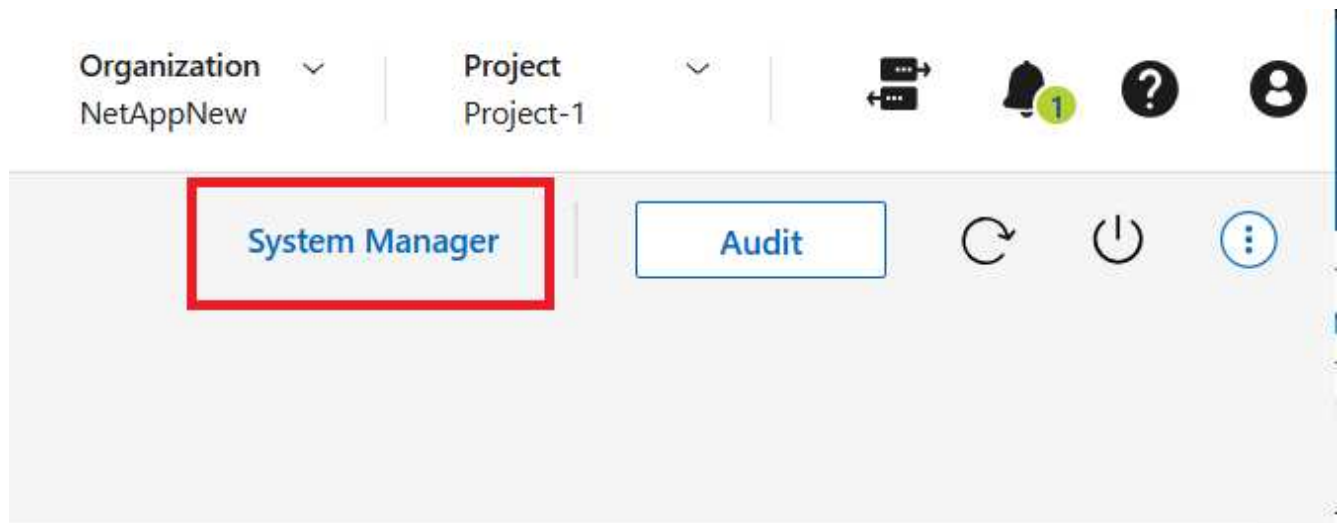 Organization
NetAppNew
Project
Project-1
1
System Manager
Audit